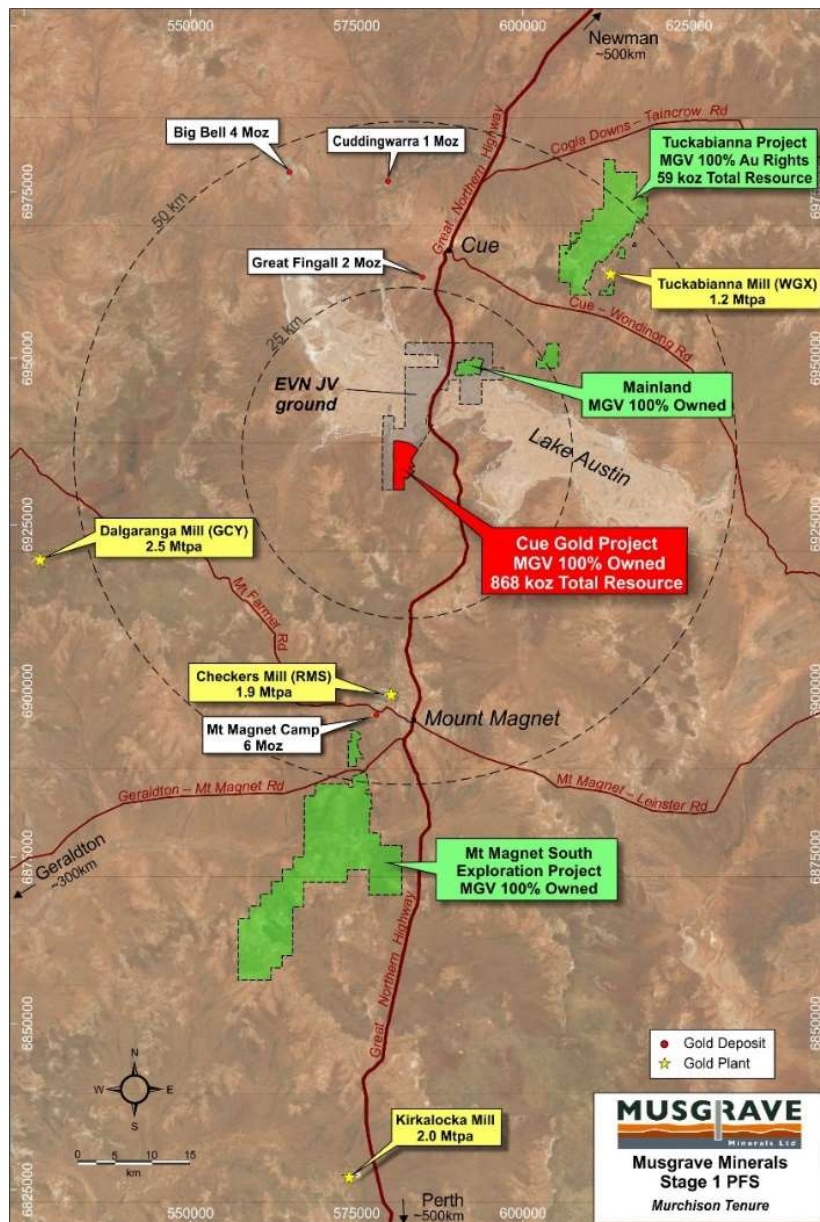 550000
575000
600000
625000
Newman
~500km
Cogla Downs - Taincrow Rd
Big Bell 4 Moz
Cuddingwarra 1 Moz
Tuckabianna Project
MGV 100% Au Rights
59 koz Total Resource
6975000
6975000
50 km
Great Northern Highway
Cue
Great Fingall 2 Moz
Tuckabianna Mill (WGX)
1.2 Mtpa
25 km
Cue - Wondinong Rd
6950000
6950000
EVN JV
ground
Mainland
MGV 100% Owned
Lake Austin
6925000
6925000
Dalgaranga Mill (GCY)
2.5 Mtpa
Cue Gold Project
MGV 100% Owned
868 koz Total Resource
Mt Farmer Rd
Checkers Mill (RMS)
1.9 Mtpa
6900000
6900000
Mt Magnet Camp
6 Moz
Mount Magnet
Geraldton - Mt Magnet Rd
Mt Magnet - Leinster Rd
6875000
6875000
Geraldton
~300km
Mt Magnet South
Exploration Project
MGV 100% Owned
Great Northern Highway
6850000
6850000
Gold Deposit
Gold Plant
N
W E
S
0 5 10 15
km
Kirkalocka Mill
2.0 Mtpa
MUSGRAVE
Minerals Ltd
Musgrave Minerals
Stage 1 PFS
Murchison Tenure
6825000
6825000
Perth
~500km
550000
575000
600000